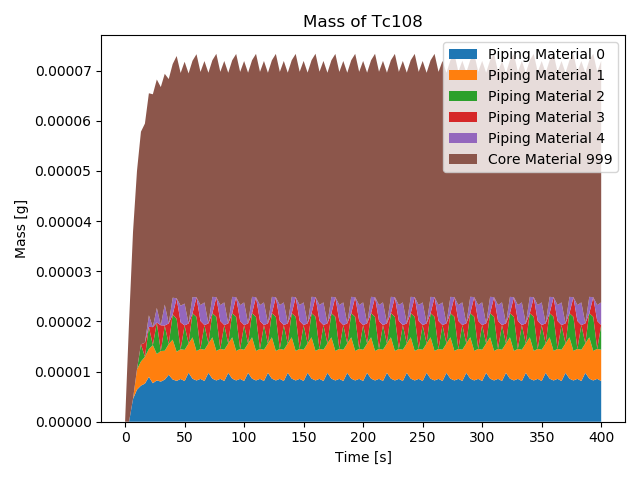 Mass of Tc108
Piping Material 0
Piping Material 1
Piping Material 2
Piping Material 3
Piping Material 4
Core Material 999
Mass [g]
0.00007
0.00006
0.00005
0.00004
0.00003
0.00002
0.00001
0.00000
0 50 100 150 200 250 300 350 400
Time [s]